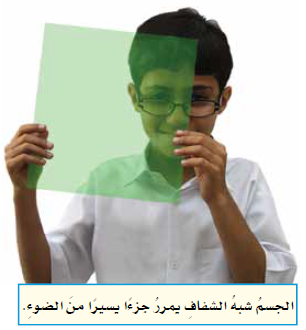 الجسمُ شبهُ الشفافِ يمررُ جزءًا يسيرًا منَ الضوءِ.